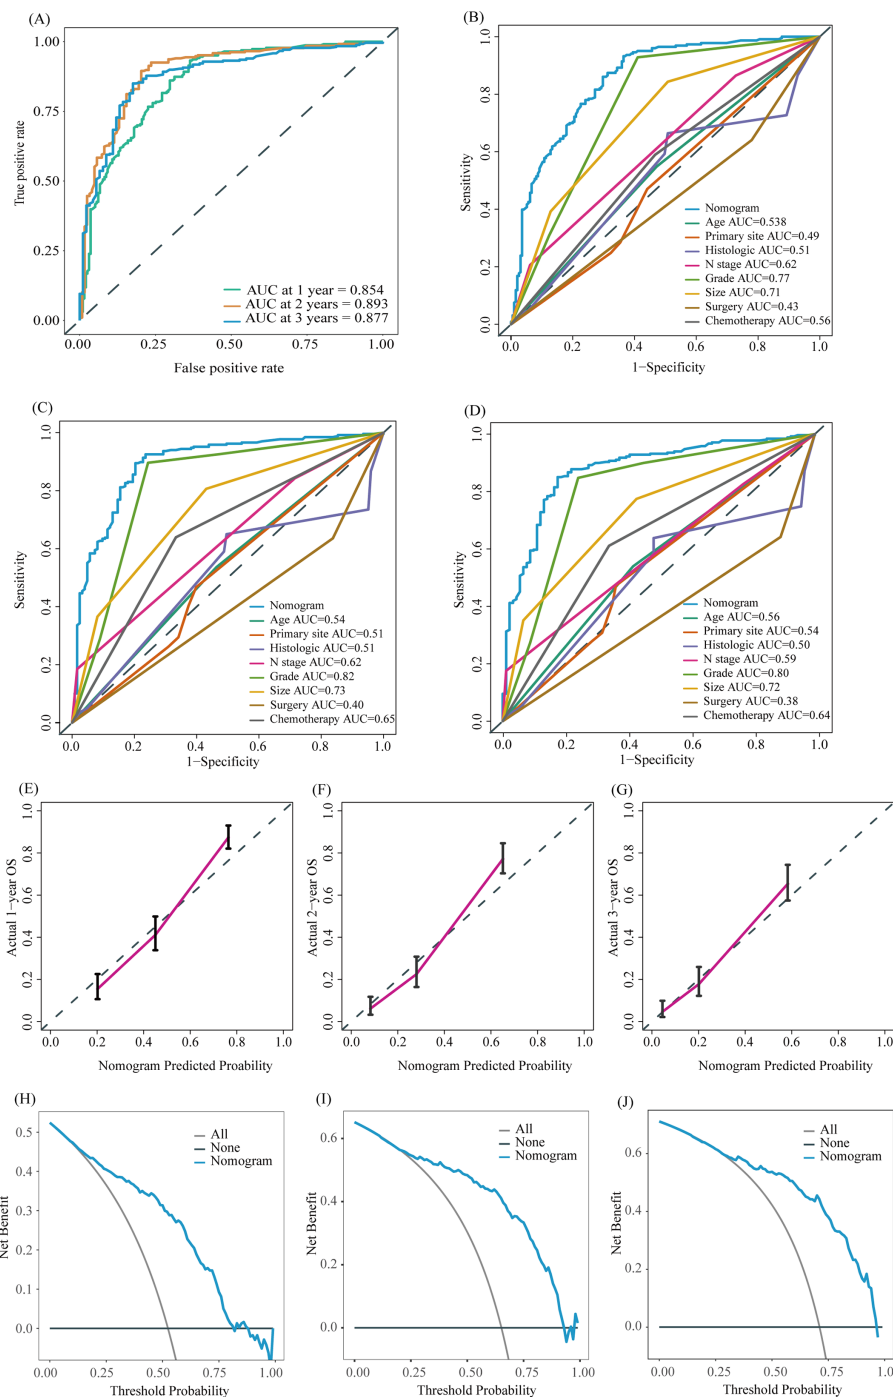 (A)
True positive rate
1.00
0.75
0.50
0.25
0.00
AUC at 1 year = 0.854
AUC at 2 years = 0.893
AUC at 3 years = 0.877
0.00 0.25 0.50 0.75 1.00
False positive rate
(B)
Sensitivity
1.0
0.8
0.6
0.4
0.2
0.0
Nomogram
Age AUC=0.538
Primary site AUC=0.49
Histologic AUC=0.51
N stage AUC=0.62
Grade AUC=0.77
Size AUC=0.71
Surgery AUC=0.43
Chemotherapy AUC=0.56
0.0 0.2 0.4 0.6 0.8 1.0
1−Specificity
(C)
Sensitivity
1.0
0.8
0.6
0.4
0.2
0.0
Nomogram
Age AUC=0.54
Primary site AUC=0.51
Histologic AUC=0.51
N stage AUC=0.62
Grade AUC=0.82
Size AUC=0.73
Surgery AUC=0.40
Chemotherapy AUC=0.65
0.0 0.2 0.4 0.6 0.8 1.0
1−Specificity
(D)
Sensitivity
1.0
0.8
0.6
0.4
0.2
0.0
Nomogram
Age AUC=0.56
Primary site AUC=0.54
Histologic AUC=0.50
N stage AUC=0.59
Grade AUC=0.80
Size AUC=0.72
Surgery AUC=0.38
Chemotherapy AUC=0.64
0.0 0.2 0.4 0.6 0.8 1.0
1−Specificity
(E)
Actual 1−year OS
1.0
0.8
0.6
0.4
0.2
0.0
0.0 0.2 0.4 0.6 0.8 1.0
Nomogram Predicted Proability
(F)
Actual 2−year OS
1.0
0.8
0.6
0.4
0.2
0.0
0.0 0.2 0.4 0.6 0.8 1.0
Nomogram Predicted Proability
(G)
Actual 3−year OS
1.0
0.8
0.6
0.4
0.2
0.0
0.0 0.2 0.4 0.6 0.8 1.0
Nomogram Predicted Proability
(H)
Net Benefit
0.5
0.4
0.3
0.2
0.1
0.0
All
None
Nomogram
0.00 0.25 0.50 0.75 1.00
Threshold Probability
(I)
Net Benefit
0.6
0.4
0.2
0.0
All
None
Nomogram
0.00 0.25 0.50 0.75 1.00
Threshold Probability
(J)
Net Benefit
0.6
0.4
0.2
0.0
All
None
Nomogram
0.00 0.25 0.50 0.75 1.0
Threshold Probability